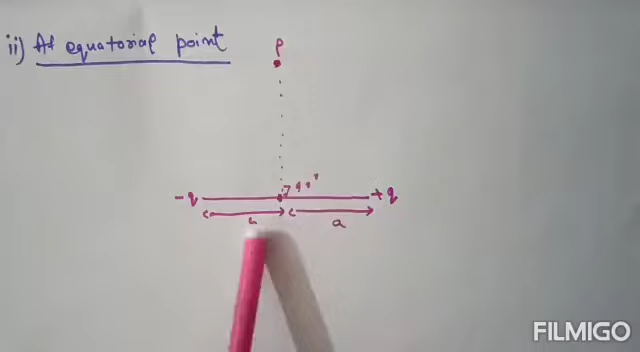 ii) At equatorial point
P
90°
-q +q
a a
FILMIGO